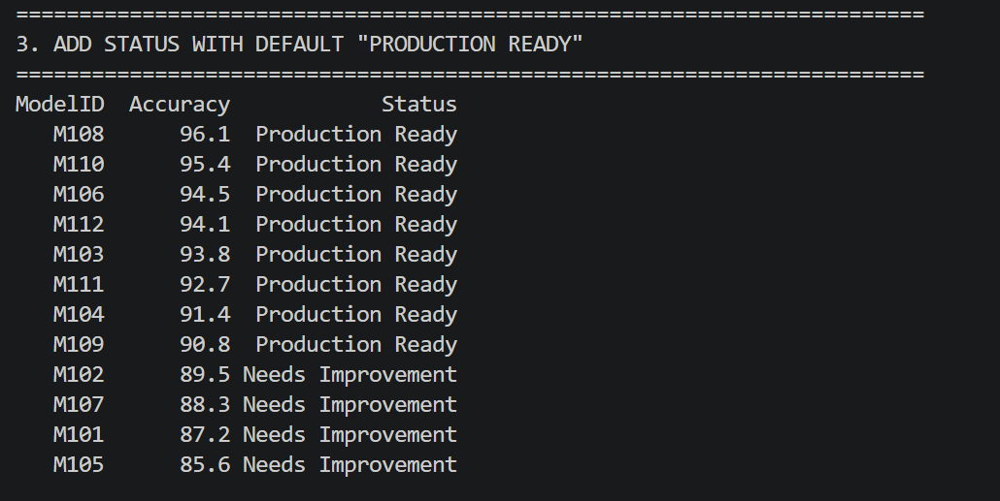 ========================================================================
3. ADD STATUS WITH DEFAULT "PRODUCTION READY"
========================================================================
ModelID  Accuracy            Status
   M108      96.1  Production Ready
   M110      95.4  Production Ready
   M106      94.5  Production Ready
   M112      94.1  Production Ready
   M103      93.8  Production Ready
   M111      92.7  Production Ready
   M104      91.4  Production Ready
   M109      90.8  Production Ready
   M102      89.5 Needs Improvement
   M107      88.3 Needs Improvement
   M101      87.2 Needs Improvement
   M105      85.6 Needs Improvement